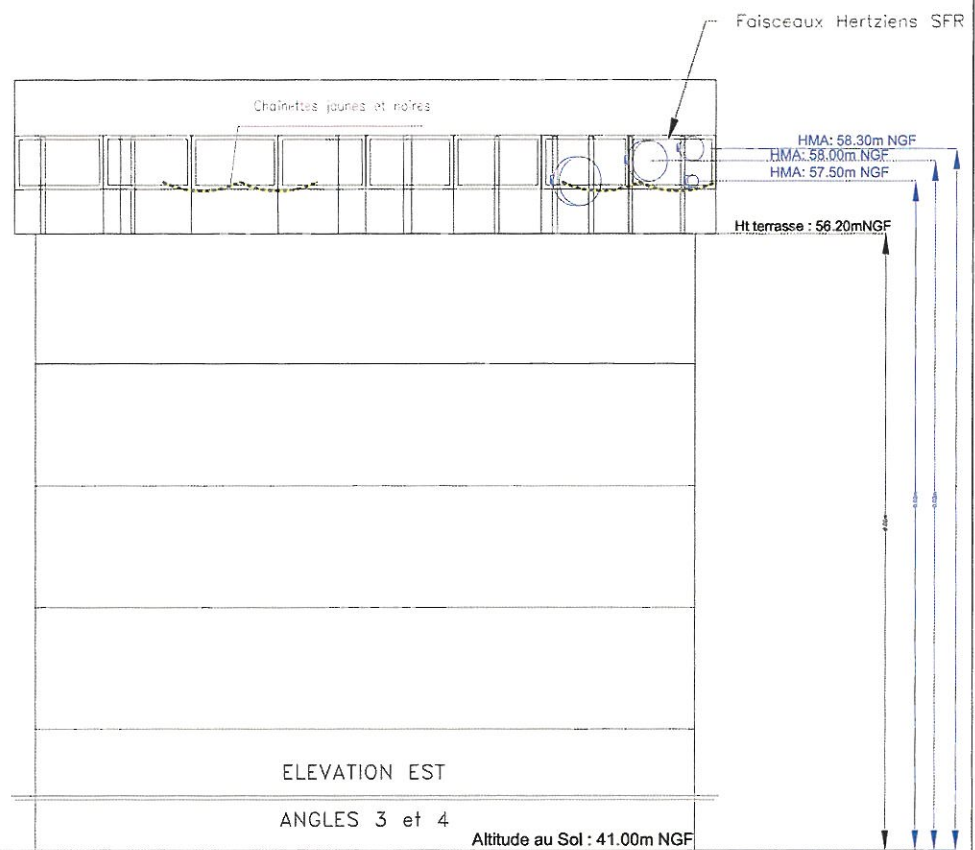 Faisceaux Hertziens SFR
Chaînettes jaunes et noires
HMA: 58.30m NGF
HMA: 58.00m NGF
HMA: 57.50m NGF
Ht terrasse : 56.20mNGF
ELEVATION EST
ANGLES 3 et 4
Altitude au Sol : 41.00m NGF